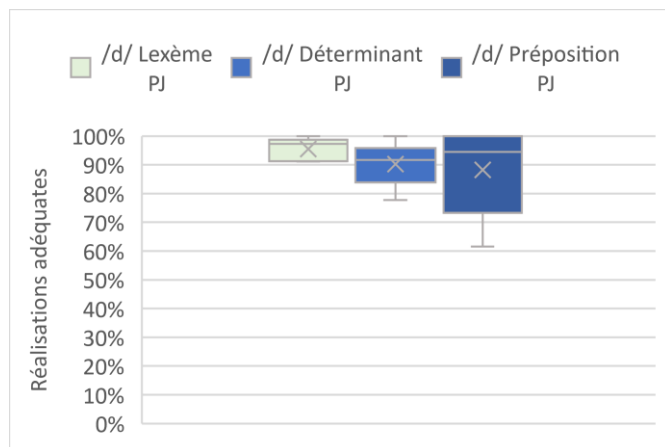 /d/ Lexème PJ
/d/ Déterminant PJ
/d/ Préposition PJ
Réalisations adéquates
100%
90%
80%
70%
60%
50%
40%
30%
20%
10%
0%